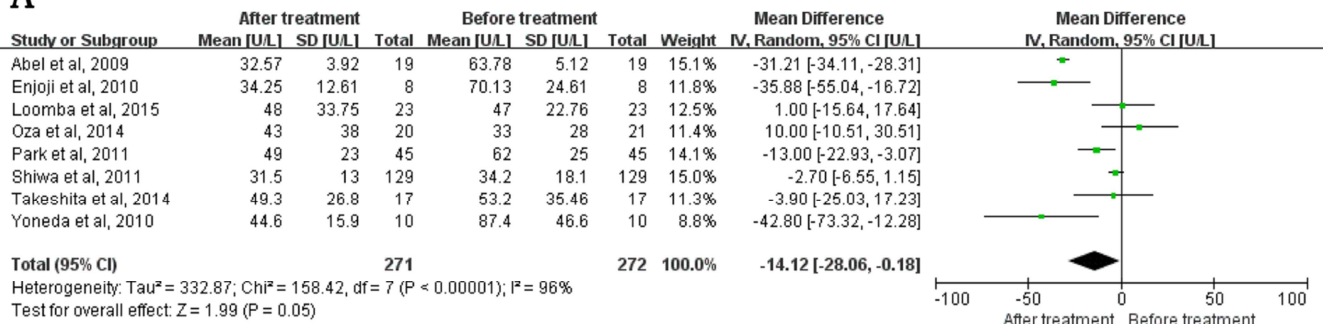 A
After treatment Before treatment Mean Difference Mean Difference
Study or Subgroup Mean [U/L] SD [U/L] Total Mean [U/L] SD [U/L] Total Weight IV, Random, 95% CI [U/L] IV, Random, 95% CI [U/L]
Abel et al, 2009 32.57 3.92 19 63.78 5.12 19 15.1% -31.21 [-34.11, -28.31]
Enjoji et al, 2010 34.25 12.61 8 70.13 24.61 8 11.8% -35.88 [-55.04, -16.72]
Loomba et al, 2015 48 33.75 23 47 22.76 23 12.5% 1.00 [-15.64, 17.64]
Oza et al, 2014 43 38 20 33 28 21 11.4% 10.00 [-10.51, 30.51]
Park et al, 2011 49 23 45 62 25 45 14.1% -13.00 [-22.93, -3.07]
Shiwa et al, 2011 31.5 13 129 34.2 18.1 129 15.0% -2.70 [-6.55, 1.15]
Takeshita et al, 2014 49.3 26.8 17 53.2 35.46 17 11.3% -3.90 [-25.03, 17.23]
Yoneda et al, 2010 44.6 15.9 10 87.4 46.6 10 8.8% -42.80 [-73.32, -12.28]
Total (95% CI) 271 272 100.0% -14.12 [-28.06, -0.18]
Heterogeneity: Tau² = 332.87; Chi² = 158.42, df = 7 (P < 0.00001); I² = 96%
Test for overall effect: Z = 1.99 (P = 0.05)
-100 -50 0 50 100
After treatment Before treatment